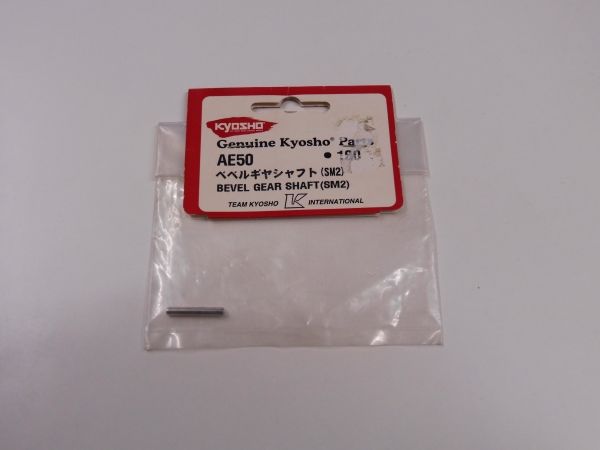 KYOSHO
Genuine Kyosho® Parts
AE50
ベベルギヤシャフト(SM2)
BEVEL GEAR SHAFT(SM2)
TEAM KYOSHO K INTERNATIONAL